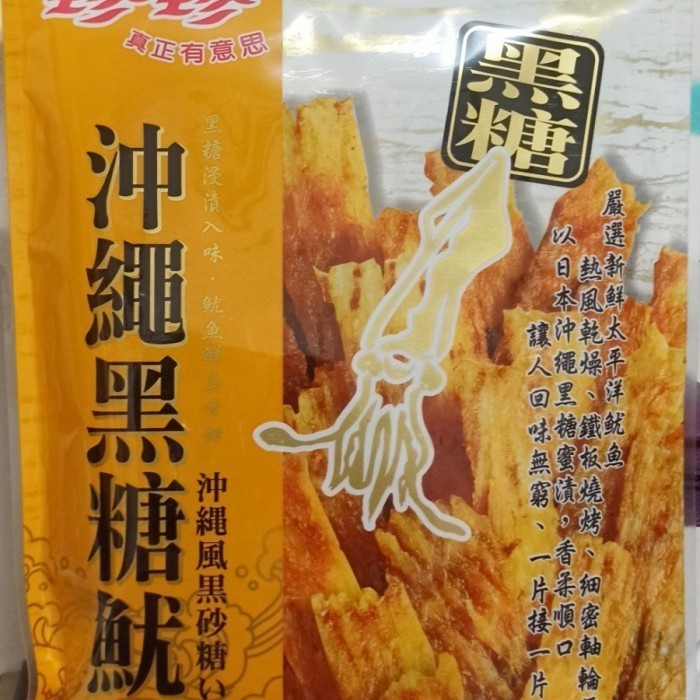 珍珍
真正有意思
黑糖
沖繩黑糖魷
黑糖浸漬入味．魷魚鮮
沖縄風黒砂糖い
嚴選新鮮太平洋魷魚
熱風乾燥、鐵板燒烤、細密軸輪
以日本沖繩黑糖蜜漬，香柔順口
讓人回味無窮、一片接一片